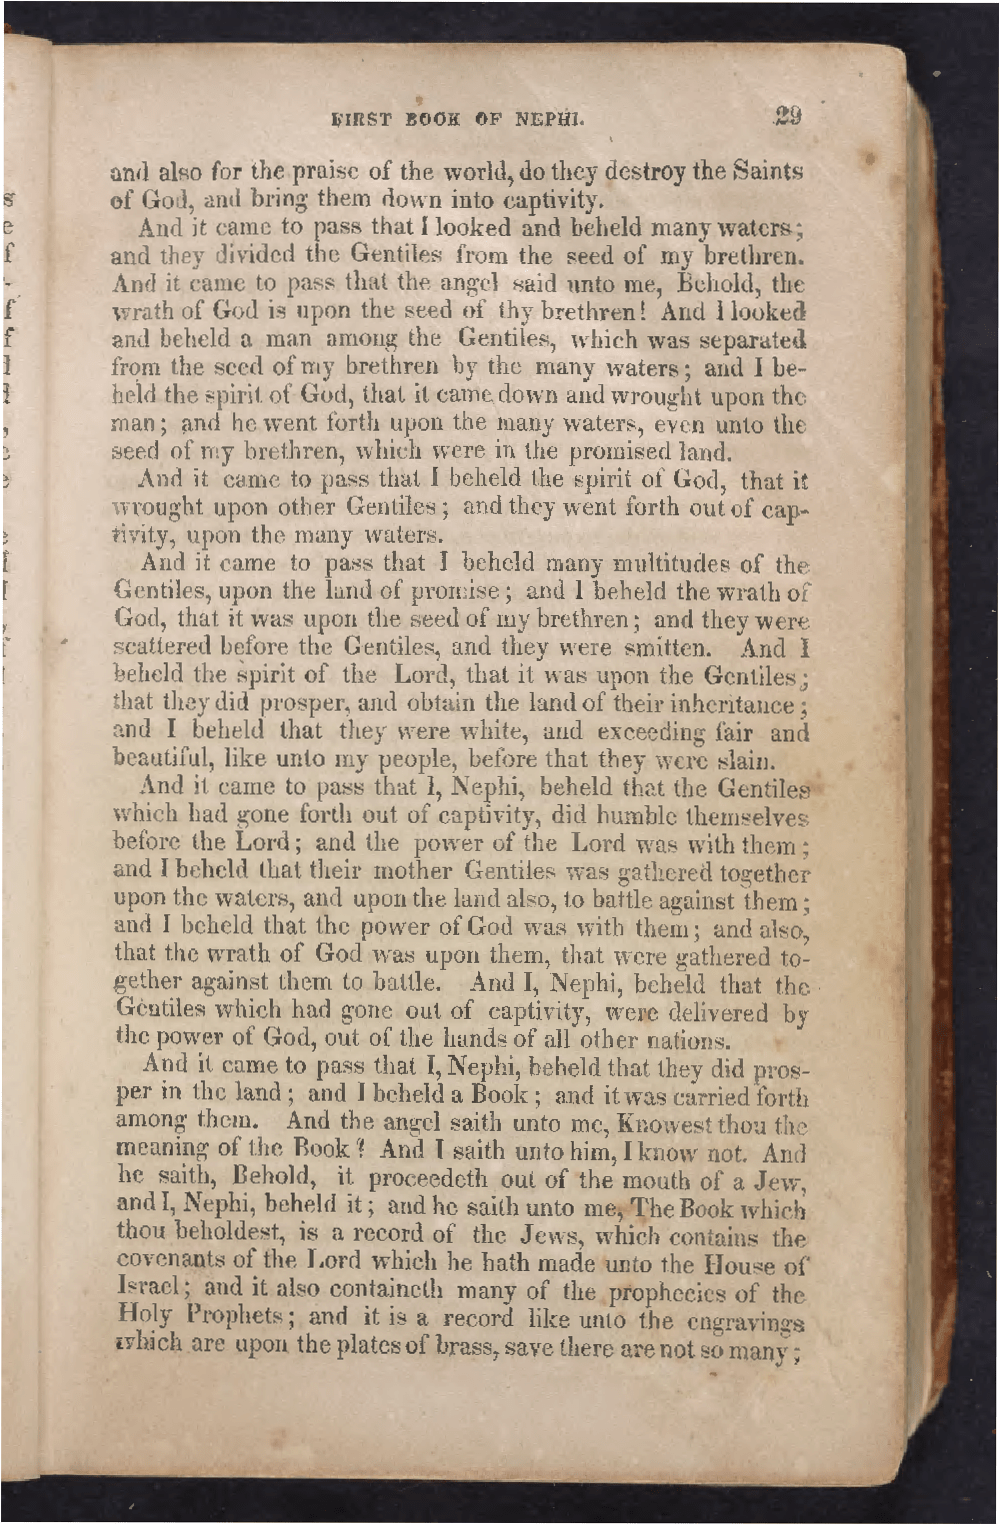 FIRST BOOK OF NEPHI. 29
and also for the praise of the world, do they destroy the Saints
of God, and bring them down into captivity.
And it came to pass that I looked and beheld many waters;
and they divided the Gentiles from the seed of my brethren.
And it came to pass that the angel said unto me, Behold, the
wrath of God is upon the seed of thy brethren! And I looked
and beheld a man among the Gentiles, which was separated
from the seed of my brethren by the many waters; and I be-
held the spirit of God, that it came down and wrought upon the
man; and he went forth upon the many waters, even unto the
seed of my brethren, which were in the promised land.
And it came to pass that I beheld the spirit of God, that it
wrought upon other Gentiles; and they went forth out of cap-
tivity, upon the many waters.
And it came to pass that I beheld many multitudes of the
Gentiles, upon the land of promise; and I beheld the wrath of
God, that it was upon the seed of my brethren; and they were
scattered before the Gentiles, and they were smitten. And I
beheld the spirit of the Lord, that it was upon the Gentiles;
that they did prosper, and obtain the land of their inheritance;
and I beheld that they were white, and exceeding fair and
beautiful, like unto my people, before that they were slain.
And it came to pass that I, Nephi, beheld that the Gentiles
which had gone forth out of captivity, did humble themselves
before the Lord; and the power of the Lord was with them;
and I beheld that their mother Gentiles was gathered together
upon the waters, and upon the land also, to battle against them;
and I beheld that the power of God was with them; and also,
that the wrath of God was upon them, that were gathered to-
gether against them to battle. And I, Nephi, beheld that the
Gentiles which had gone out of captivity, were delivered by
the power of God, out of the hands of all other nations.
And it came to pass that I, Nephi, beheld that they did pros-
per in the land; and I beheld a Book; and it was carried forth
among them. And the angel saith unto me, Knowest thou the
meaning of the Book? And I saith unto him, I know not. And
he saith, Behold, it proceedeth out of the mouth of a Jew,
and I, Nephi, beheld it; and he saith unto me, The Book which
thou beholdest, is a record of the Jews, which contains the
covenants of the Lord which he hath made unto the House of
Israel; and it also containeth many of the prophecies of the
Holy Prophets; and it is a record like unto the engravings
which are upon the plates of brass, save there are not so many;